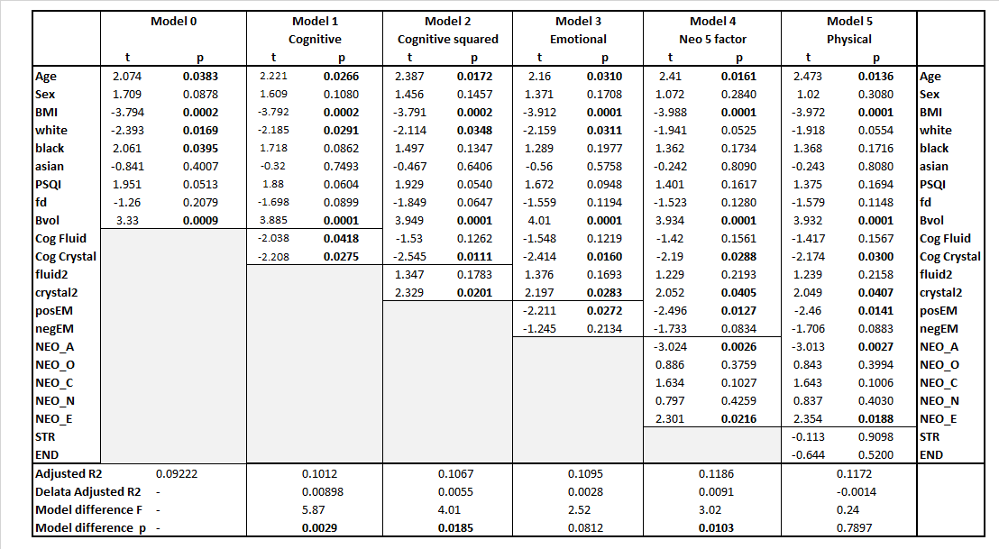 Model 0 Model 1 Model 2 Model 3 Model 4 Model 5
Cognitive Cognitive squared Emotional Neo 5 factor Physical
t p t p t p t p t p t p
Age 2.074 0.0383 2.221 0.0266 2.387 0.0172 2.16 0.0310 2.41 0.0161 2.473 0.0136 Age
Sex 1.709 0.0878 1.609 0.1080 1.456 0.1457 1.371 0.1708 1.072 0.2840 1.02 0.3080 Sex
BMI -3.794 0.0002 -3.792 0.0002 -3.791 0.0002 -3.912 0.0001 -3.988 0.0001 -3.972 0.0001 BMI
white -2.393 0.0169 -2.185 0.0291 -2.114 0.0348 -2.159 0.0311 -1.941 0.0525 -1.918 0.0554 white
black 2.061 0.0395 1.718 0.0862 1.497 0.1347 1.289 0.1977 1.362 0.1734 1.368 0.1716 black
asian -0.841 0.4007 -0.32 0.7493 -0.467 0.6406 -0.56 0.5758 -0.242 0.8090 -0.243 0.8080 asian
PSQI 1.951 0.0513 1.88 0.0604 1.929 0.0540 1.672 0.0948 1.401 0.1617 1.375 0.1694 PSQI
fd -1.26 0.2079 -1.698 0.0899 -1.849 0.0647 -1.559 0.1194 -1.523 0.1280 -1.579 0.1148 fd
Bvol 3.33 0.0009 3.885 0.0001 3.949 0.0001 4.01 0.0001 3.934 0.0001 3.932 0.0001 Bvol
Cog Fluid -2.038 0.0418 -1.53 0.1262 -1.548 0.1219 -1.42 0.1561 -1.417 0.1567 Cog Fluid
Cog Crystal -2.208 0.0275 -2.545 0.0111 -2.414 0.0160 -2.19 0.0288 -2.174 0.0300 Cog Crystal
fluid2 1.347 0.1783 1.376 0.1693 1.229 0.2193 1.239 0.2158 fluid2
crystal2 2.329 0.0201 2.197 0.0283 2.052 0.0405 2.049 0.0407 crystal2
posEM -2.211 0.0272 -2.496 0.0127 -2.46 0.0141 posEM
negEM -1.245 0.2134 -1.733 0.0834 -1.706 0.0883 negEM
NEO_A -3.024 0.0026 -3.013 0.0027 NEO_A
NEO_O 0.886 0.3759 0.843 0.3994 NEO_O
NEO_C 1.634 0.1027 1.643 0.1006 NEO_C
NEO_N 0.797 0.4259 0.837 0.4030 NEO_N
NEO_E 2.301 0.0216 2.354 0.0188 NEO_E
STR -0.113 0.9098 STR
END -0.644 0.5200 END
Adjusted R2 0.09222 0.1012 0.1067 0.1095 0.1186 0.1172
Delata Adjusted R2 - 0.00898 0.0055 0.0028 0.0091 -0.0014
Model difference F - 5.87 4.01 2.52 3.02 0.24
Model difference p - 0.0029 0.0185 0.0812 0.0103 0.7897